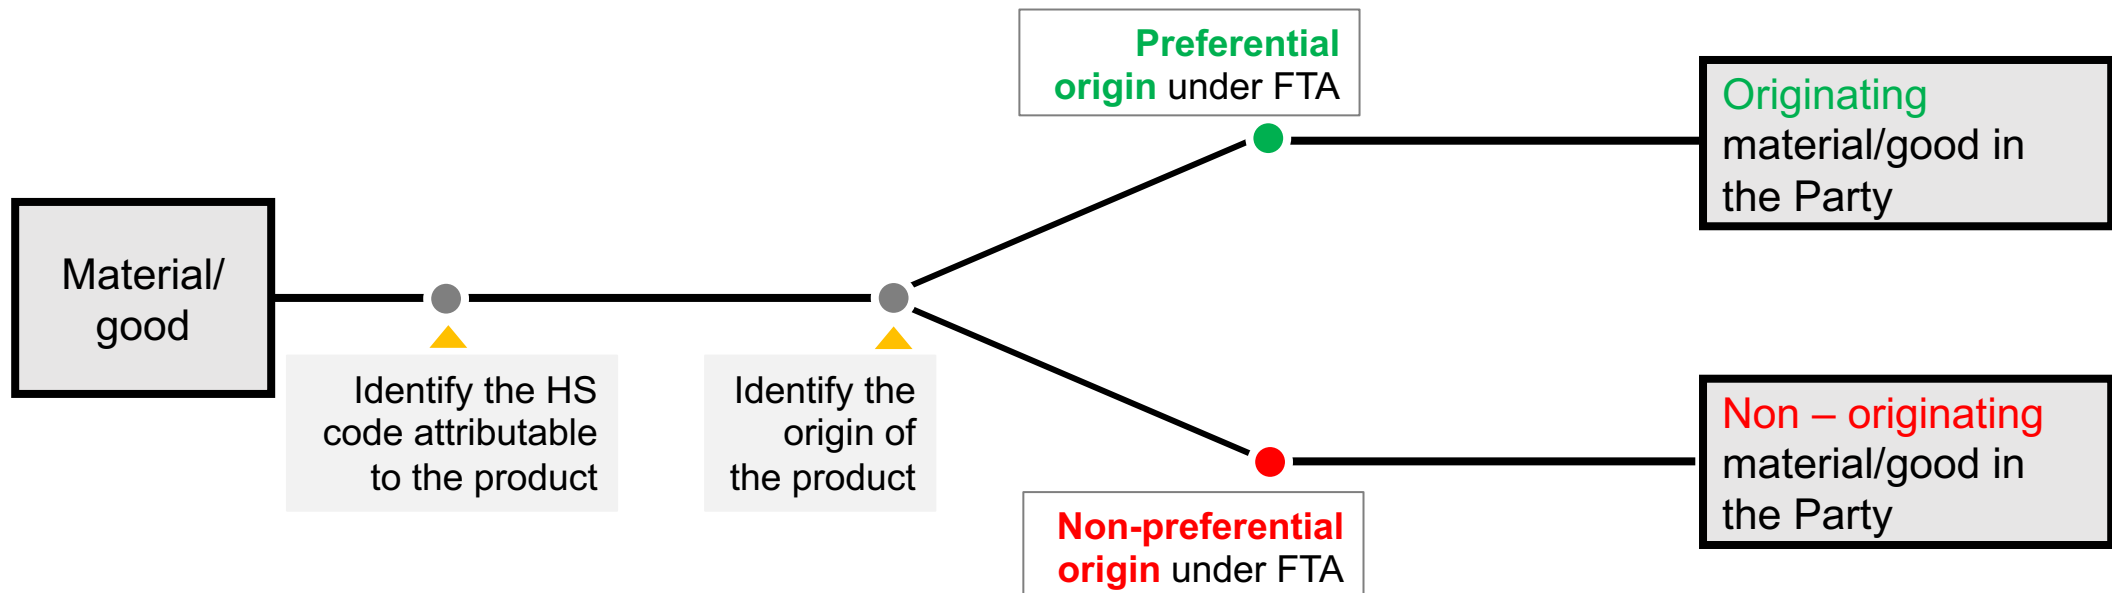 Material/
good
Identify the HS
code attributable
to the product
Identify the
origin of
the product
Preferential
origin under FTA
Originating
material/good in
the Party
Non-preferential
origin under FTA
Non – originating
material/good in
the Party